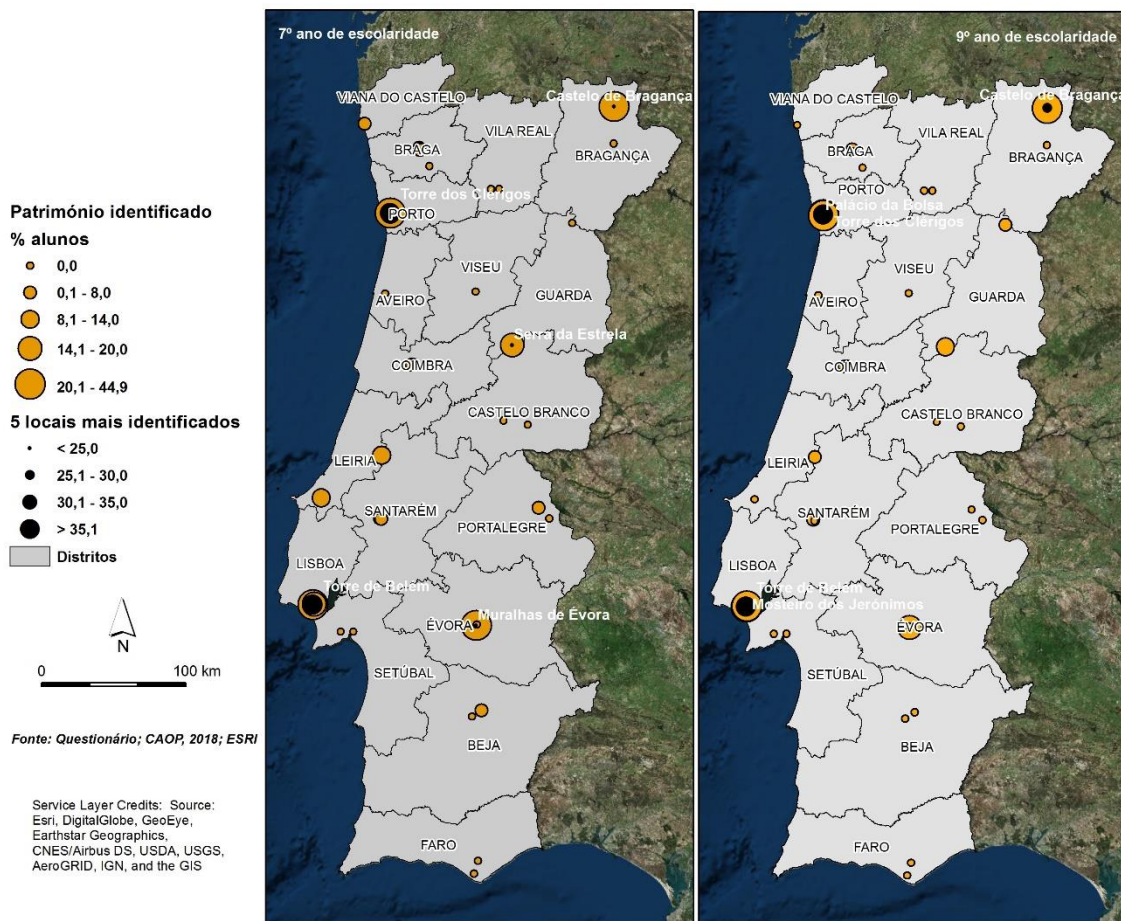 Património identificado
% alunos
0,0
0,1 - 8,0
8,1 - 14,0
14,1 - 20,0
20,1 - 44,9
5 locais mais identificados
< 25,0
25,1 - 30,0
30,1 - 35,0
> 35,1
Distritos
N
0 100 km
Fonte: Questionário; CAOP, 2018; ESRI
Service Layer Credits: Source:
Esri, DigitalGlobe, GeoEye,
Earthstar Geographics,
CNES/Airbus DS, USDA, USGS,
AeroGRID, IGN, and the GIS
7º ano de escolaridade
VIANA DO CASTELO
Castelo de Bragança
VILA REAL
BRAGA
BRAGANÇA
Torre dos Clérigos
PORTO
VISEU
GUARDA
AVEIRO
Serra da Estrela
COIMBRA
CASTELO BRANCO
LEIRIA
SANTARÉM
PORTALEGRE
LISBOA
Torre de Belém
Muralhas de Évora
ÉVORA
SETÚBAL
BEJA
FARO
9º ano de escolaridade
VIANA DO CASTELO
Castelo de Bragança
VILA REAL
BRAGA
BRAGANÇA
PORTO
Palácio da Bolsa
Torre dos Clérigos
VISEU
GUARDA
AVEIRO
COIMBRA
CASTELO BRANCO
LEIRIA
SANTARÉM
PORTALEGRE
LISBOA
Torre de Belém
Mosteiro dos Jerónimos
ÉVORA
SETÚBAL
BEJA
FARO